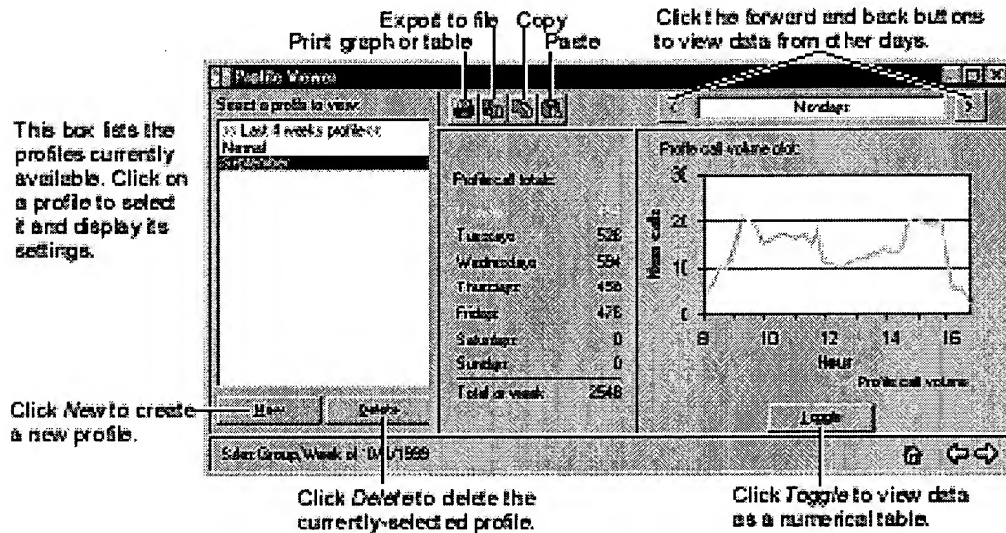 Export to file Copy
Print graph or table Paste
Click the forward and back buttons
to view data from other days.
Profile Viewer
Select a profile to view:
>> Last 4 weeks profile<<
Normal
Mondays
This box lists the
profiles currently
available. Click on
a profile to select
it and display its
settings.
Profile call totals:
Tuesdays 526
Wednesdays 594
Thursdays
Fridays 476
Saturdays 0
Sundays 0
Total or week 2548
Profile call volume plot:
30
20
10
0
Mean calls
8 10 12 14 16
Hour
Profile call volume
Click New to create
a new profile.
New Delete
Toggle
Sales Group, Week of
Click Delete to delete the
currently-selected profile.
Click Toggle to view data
as a numerical table.